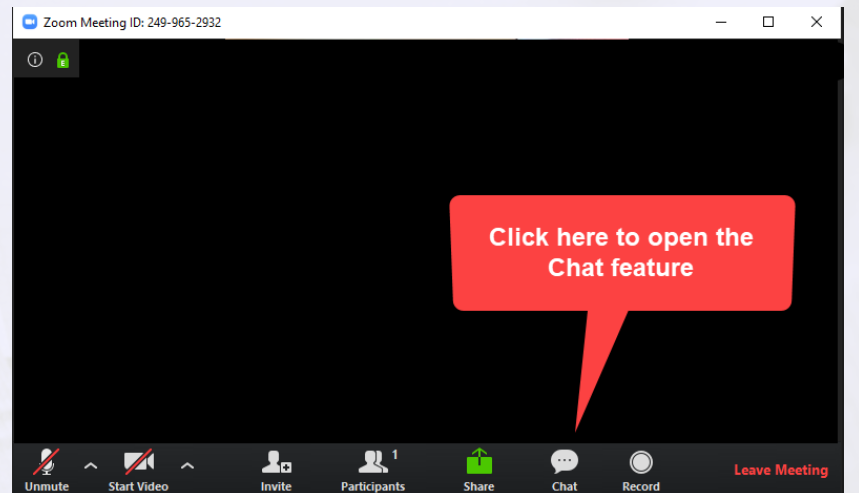 Zoom Meeting ID: 249-965-2932
E
Click here to open the
Chat feature
1
Unmute Start Video Invite Participants Share Chat Record Leave Meeting